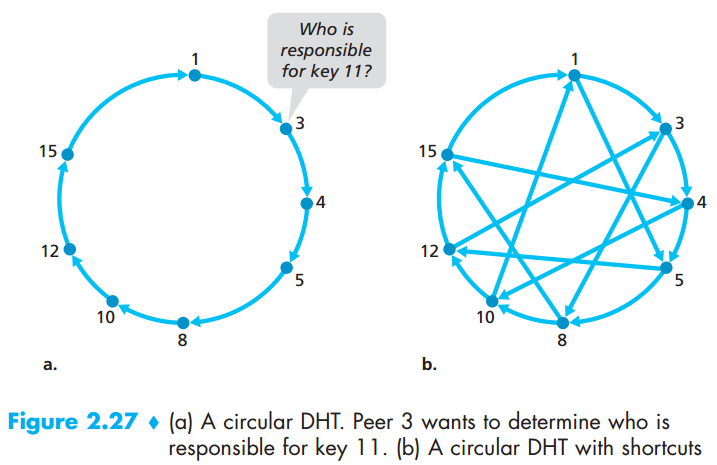 Who is
responsible
for key 11?
1
3
4
5
8
10
12
15
a.
1
3
4
5
8
10
12
15
b.
Figure 2.27 ♦ (a) A circular DHT. Peer 3 wants to determine who is
responsible for key 11. (b) A circular DHT with shortcuts